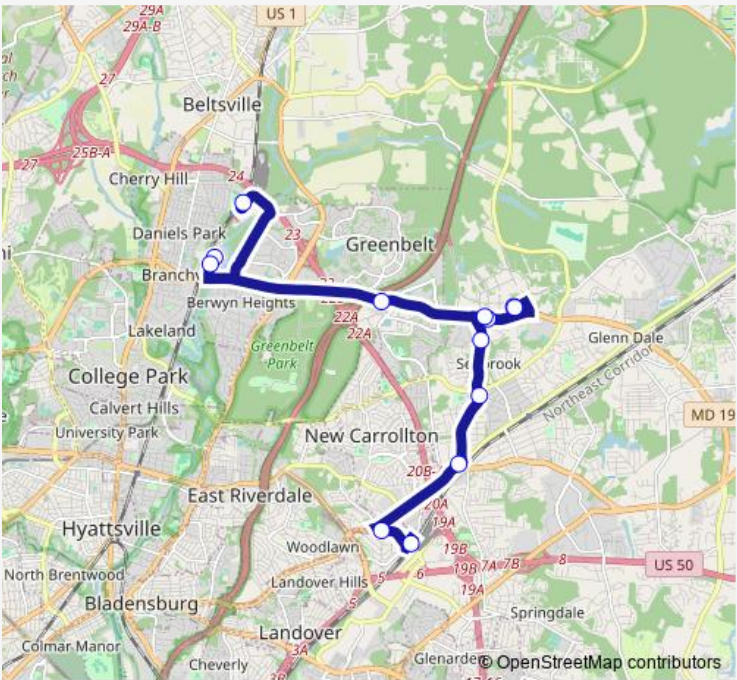 29A
29A-B
US 1
27
Beltsville
25B-A
27
Cherry Hill
24
Daniels Park
23
Greenbelt
Berwyn Heights
22A
22A
Glenn Dale
Lakeland
Greenbelt
Park
College Park
Northeast Corridor
Calvert Hills
MD 19
University Park
New Carrollton
20B-
East Riverdale
20A
19A
Hyattsville
Woodlawn
19B
19B 7A 7B
8
US 50
North Brentwood
Landover Hills
5
6
19A
Bladensburg
5
Springdale
Landover
Colmar Manor
3A
Cheverly
Glenarde
© OpenStreetMap contributors